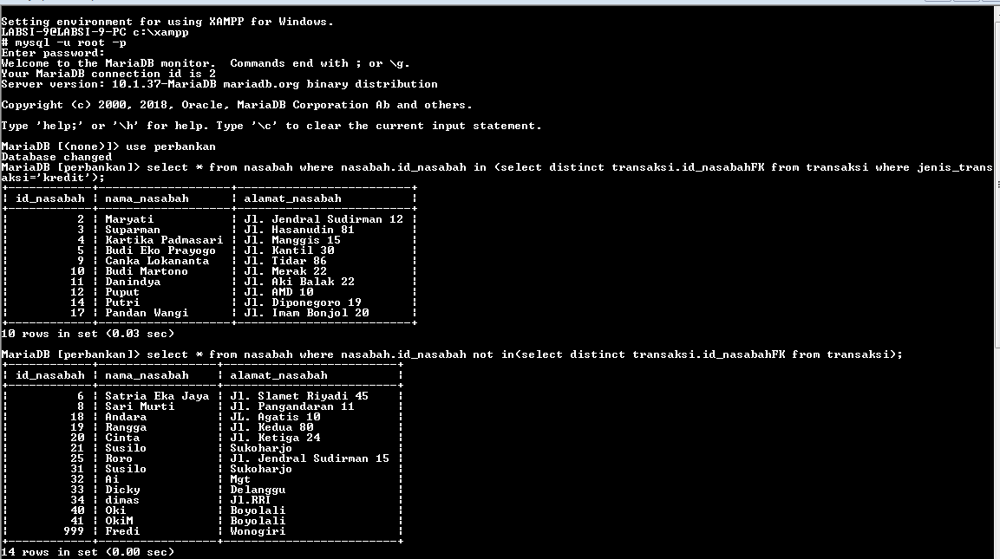 Setting environment for using XAMPP for Windows.
LABSI-9@LABSI-9-PC c:\xampp
# mysql -u root -p
Enter password:
Welcome to the MariaDB monitor.  Commands end with ; or \g.
Your MariaDB connection id is 2
Server version: 10.1.37-MariaDB mariadb.org binary distribution
Copyright (c) 2000, 2018, Oracle, MariaDB Corporation Ab and others.
Type 'help;' or '\h' for help. Type '\c' to clear the current input statement.
MariaDB [(none)]> use perbankan
Database changed
MariaDB [perbankan]> select * from nasabah where nasabah.id_nasabah in (select distinct transaksi.id_nasabahFK from transaksi where jenis_trans
aksi='kredit');
| id_nasabah | nama_nasabah | alamat_nasabah |
| 2 | Maryati | Jl. Jendral Sudirman 12 |
| 3 | Suparman | Jl. Hasanudin 81 |
| 4 | Kartika Padmasari | Jl. Manggis 15 |
| 5 | Budi Eko Prayogo | Jl. Kantil 30 |
| 9 | Canka Lokananta | Jl. Tidar 86 |
| 10 | Budi Martono | Jl. Merak 22 |
| 11 | Danindya | Jl. Aki Balak 22 |
| 12 | Puput | Jl. AMD 10 |
| 14 | Putri | Jl. Diponegoro 19 |
| 17 | Pandan Wangi | Jl. Imam Bonjol 20 |
10 rows in set (0.03 sec)
MariaDB [perbankan]> select * from nasabah where nasabah.id_nasabah not in(select distinct transaksi.id_nasabahFK from transaksi);
| id_nasabah | nama_nasabah | alamat_nasabah |
| 6 | Satria Eka Jaya | Jl. Slamet Riyadi 45 |
| 8 | Sari Murti | Jl. Pangandaran 11 |
| 18 | Andara | JL. Agatis 10 |
| 19 | Rangga | Jl. Kedua 80 |
| 20 | Cinta | Jl. Ketiga 24 |
| 21 | Susilo | Sukoharjo |
| 25 | Roro | Jl. Jendral Sudirman 15 |
| 31 | Susilo | Sukoharjo |
| 32 | Ai | Mgt |
| 33 | Dicky | Delanggu |
| 34 | dimas | Jl.RRI |
| 40 | Oki | Boyolali |
| 41 | OkiM | Boyolali |
| 999 | Fredi | Wonogiri |
14 rows in set (0.00 sec)